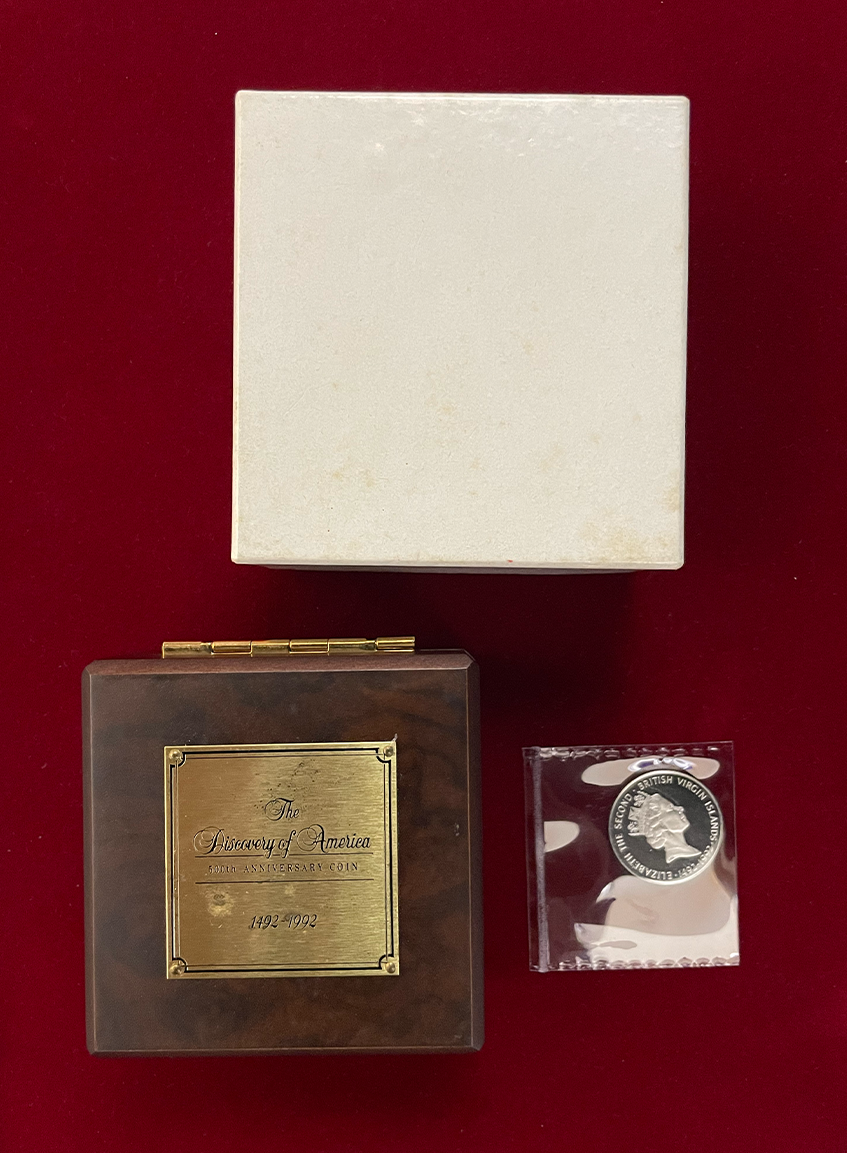 The
Discovery of America
500th ANNIVERSARY COIN
1492-1992
ELIZABETH THE SECOND · BRITISH VIRGIN ISLANDS